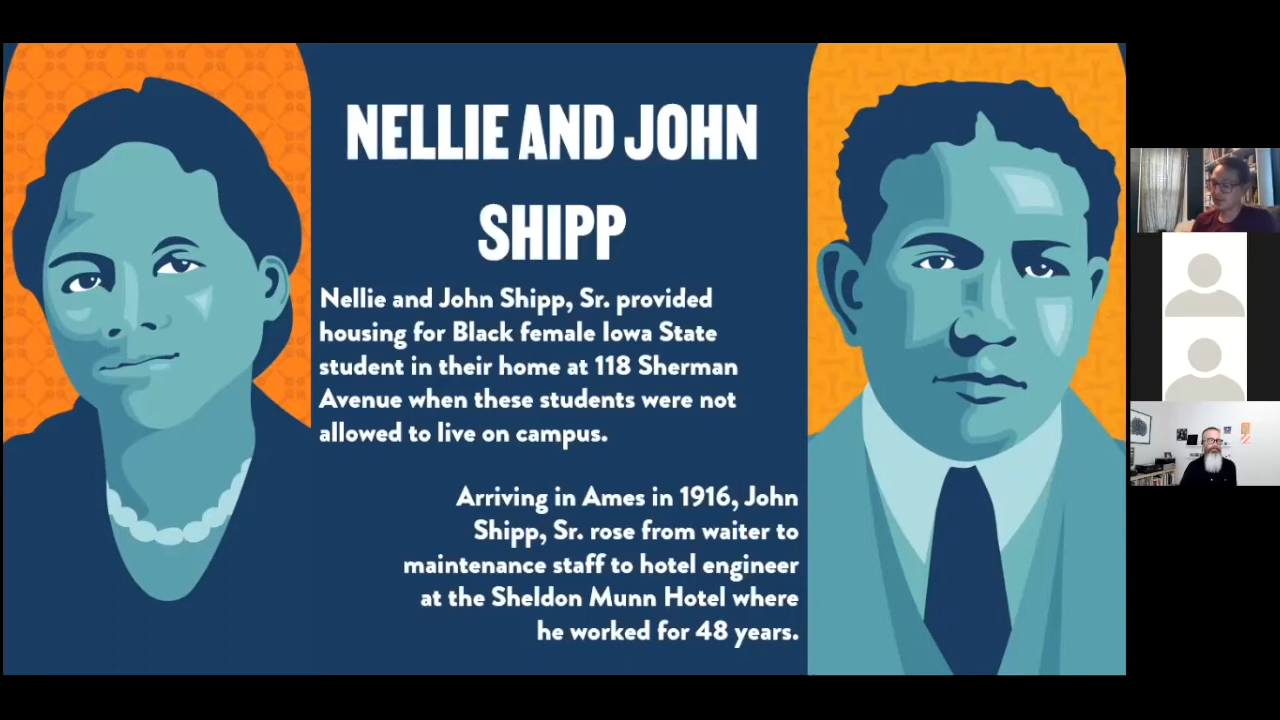 NELLIE AND JOHN
SHIPP
Nellie and John Shipp, Sr. provided
housing for Black female Iowa State
student in their home at 118 Sherman
Avenue when these students were not
allowed to live on campus.
Arriving in Ames in 1916, John
Shipp, Sr. rose from waiter to
maintenance staff to hotel engineer
at the Sheldon Munn Hotel where
he worked for 48 years.